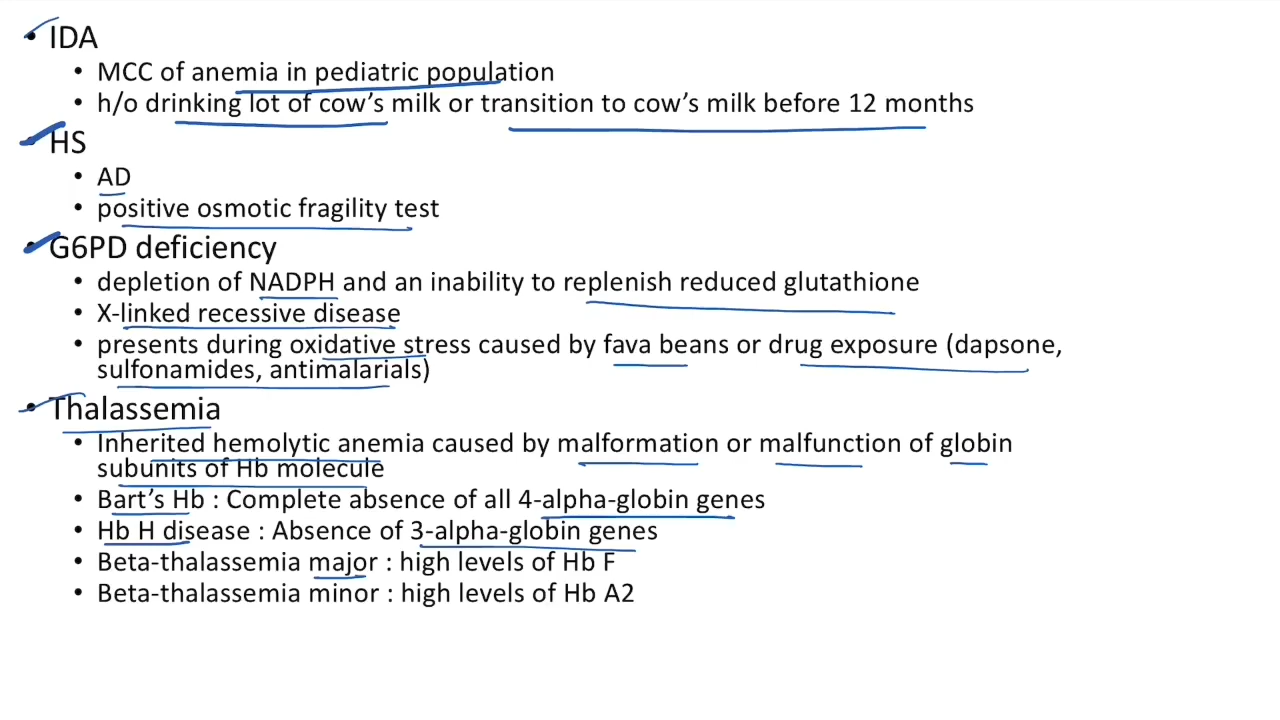 • IDA
• MCC of anemia in pediatric population
• h/o drinking lot of cow's milk or transition to cow's milk before 12 months
• HS
• AD
• positive osmotic fragility test
• G6PD deficiency
• depletion of NADPH and an inability to replenish reduced glutathione
• X-linked recessive disease
• presents during oxidative stress caused by fava beans or drug exposure (dapsone,
sulfonamides, antimalarials)
• Thalassemia
• Inherited hemolytic anemia caused by malformation or malfunction of globin
subunits of Hb molecule
• Bart's Hb : Complete absence of all 4-alpha-globin genes
• Hb H disease : Absence of 3-alpha-globin genes
• Beta-thalassemia major : high levels of Hb F
• Beta-thalassemia minor : high levels of Hb A2